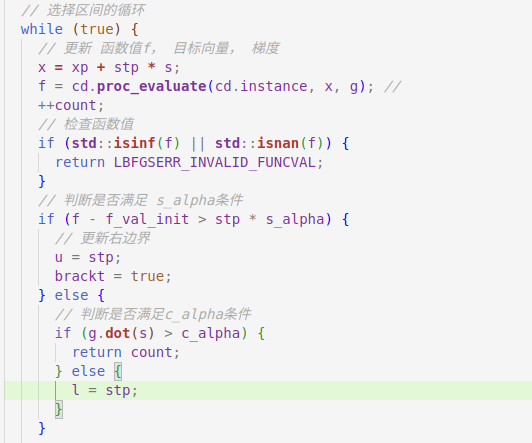 // 选择区间的循环
while (true) {
// 更新 函数值f， 目标向量， 梯度
x = xp + stp * s;
f = cd.proc_evaluate(cd.instance, x, g); //
++count;
// 检查函数值
if (std::isinf(f) || std::isnan(f)) {
return LBFGSERR_INVALID_FUNCVAL;
}
// 判断是否满足 s_alpha条件
if (f - f_val_init > stp * s_alpha) {
// 更新右边界
u = stp;
brackt = true;
} else {
// 判断是否满足c_alpha条件
if (g.dot(s) > c_alpha) {
return count;
} else {
l = stp;
}
}